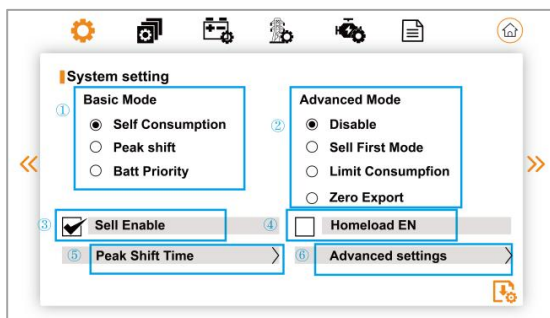 System setting
Basic Mode
① Self Consumption
Peak shift
Batt Priority
Advanced Mode
② Disable
Sell First Mode
Limit Consumpfion
Zero Export
③ Sell Enable
④ Homeload EN
⑤ Peak Shift Time
⑥ Advanced settings